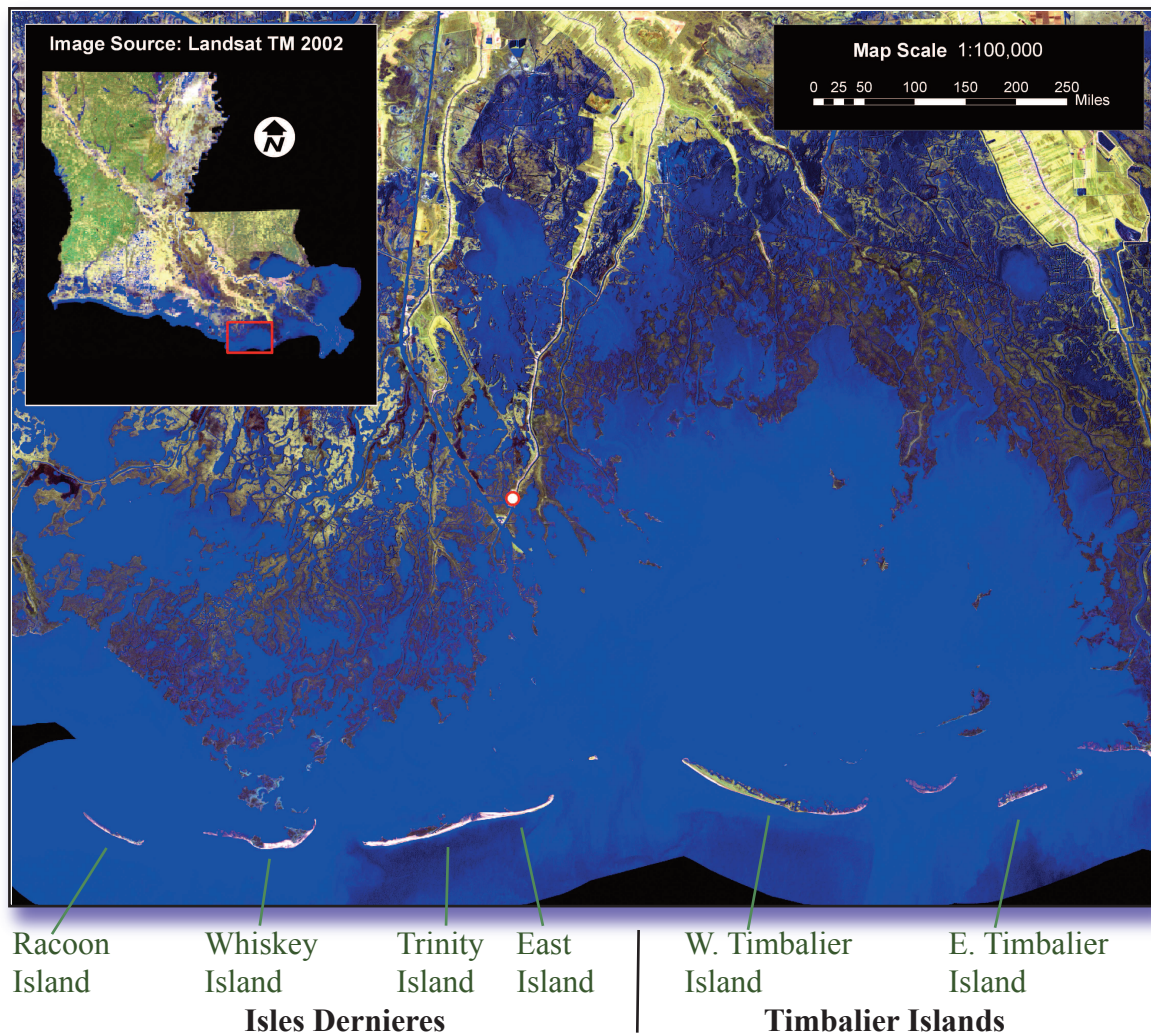 Image Source: Landsat TM 2002
N
Map Scale 1:100,000
0 25 50 100 150 200 250
Miles
Racoon Island
Whiskey Island
Trinity Island
East Island
W. Timbalier Island
E. Timbalier Island
Isles Dernieres
Timbalier Islands